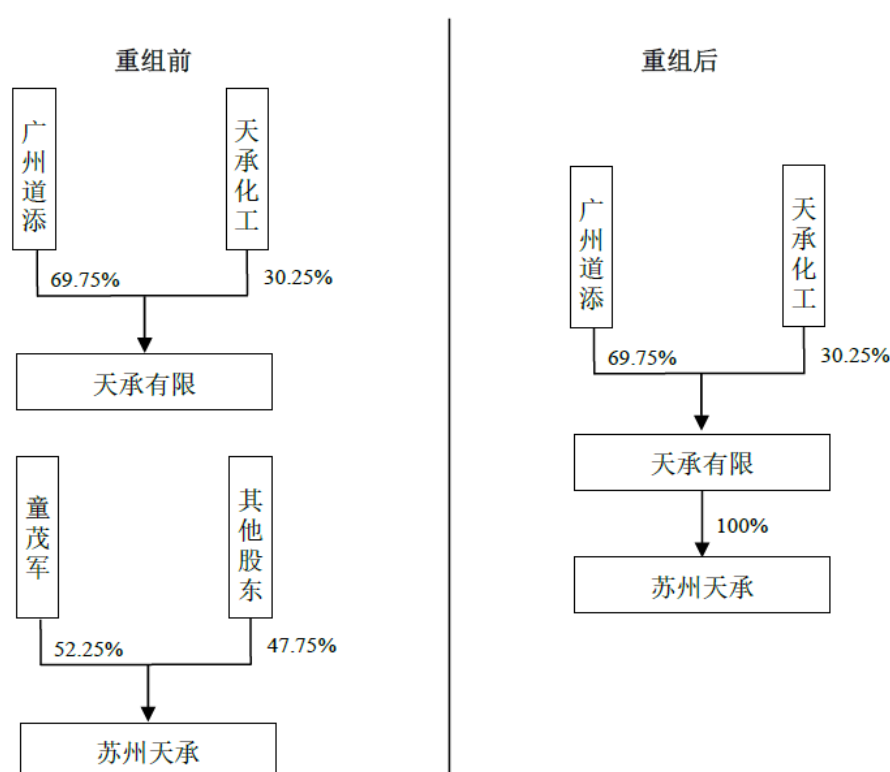 重组前
广州道添
天承化工
69.75%
30.25%
天承有限
童茂军
其他股东
52.25%
47.75%
苏州天承
重组后
广州道添
天承化工
69.75%
30.25%
天承有限
100%
苏州天承